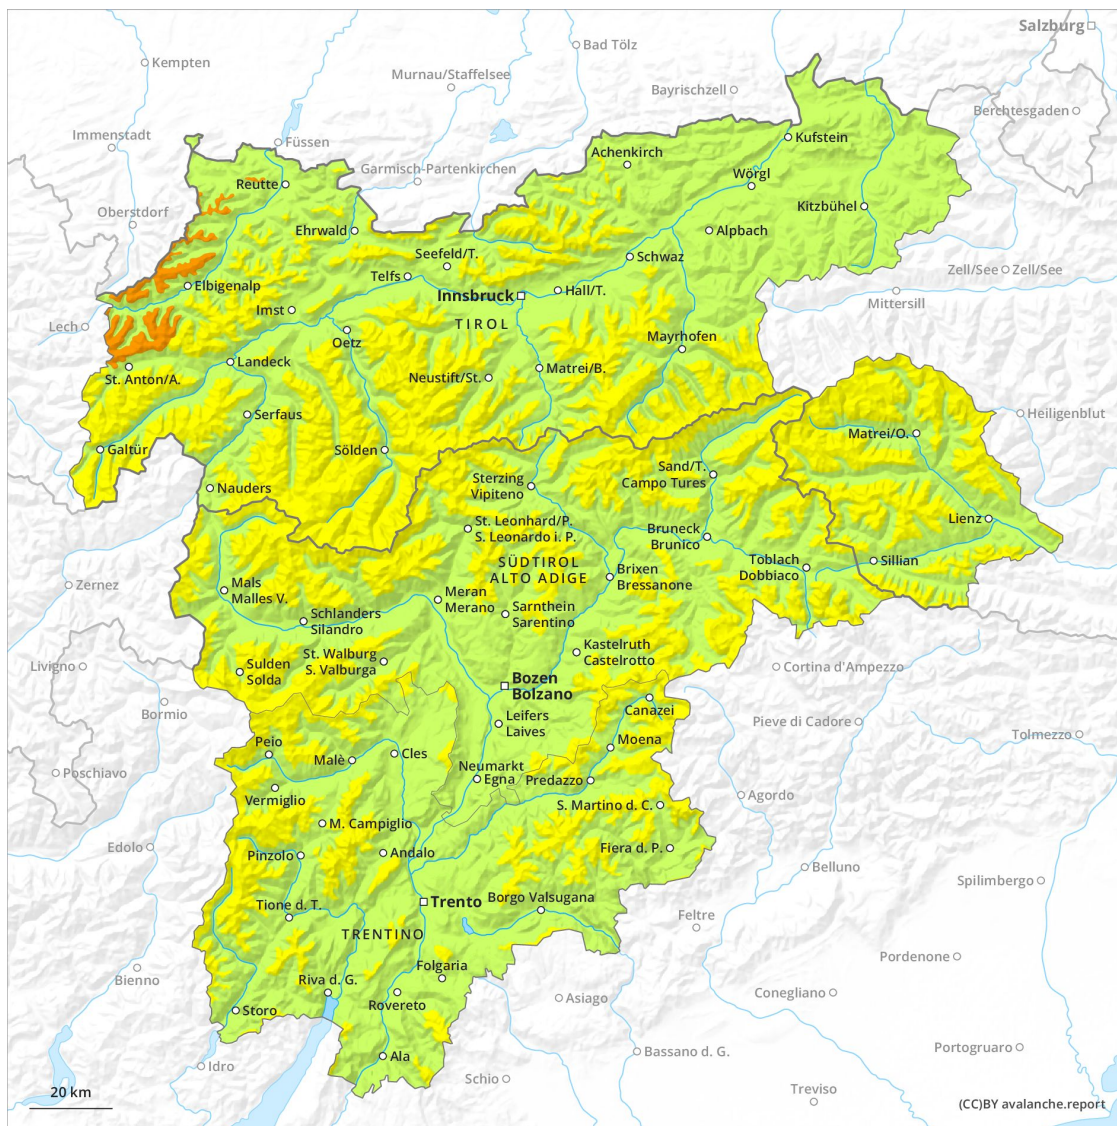 Salzburg
Bad Tölz
Kempten
Murnau/Staffelsee
Bayrischzell
Berchtesgaden
Immenstadt
Füssen
Kufstein
Achenkirch
Garmisch-Partenkirchen
Wörgl
Reutte
Oberstdorf
Kitzbühel
Ehrwald
Alpbach
Seefeld/T.
Schwaz
Telfs
Zell/See
Zell/See
Elbigenalp
Hall/T.
Innsbruck
Mittersill
Imst
TIROL
Lech
Oetz
Mayrhofen
Landeck
Matrei/B.
St. Anton/A.
Neustift/St.
Serfaus
Heiligenblut
Matrei/O.
Galtür
Sölden
Sand/T.
Campo Tures
Sterzing
Vipiteno
Nauders
Lienz
St. Leonhard/P.
S. Leonardo i. P.
Bruneck
Brunico
SÜDTIROL
ALTO ADIGE
Toblach
Dobbiaco
Sillian
Brixen
Bressanone
Zernez
Mals
Malles V.
Meran
Merano
Sarnthein
Sarentino
Schlanders
Silandro
Kastelruth
Castelrotto
St. Walburg
S. Valburga
Livigno
Sulden
Solda
Cortina d'Ampezzo
Bozen
Bolzano
Bormio
Canazei
Leifers
Laives
Pieve di Cadore
Tolmezzo
Peio
Moena
Malè
Cles
Poschiavo
Neumarkt
Egna
Predazzo
Vermiglio
Agordo
S. Martino d. C.
M. Campiglio
Edolo
Pinzolo
Andalo
Fiera d. P.
Belluno
Spilimbergo
Trento
Borgo Valsugana
Tione d. T.
Feltre
TRENTINO
Pordenone
Folgaria
Bienno
Riva d. G.
Rovereto
Asiago
Conegliano
Storo
Ala
Bassano d. G.
Portogruaro
Idro
Schio
Treviso
20 km
(CC)BY avalanche.report